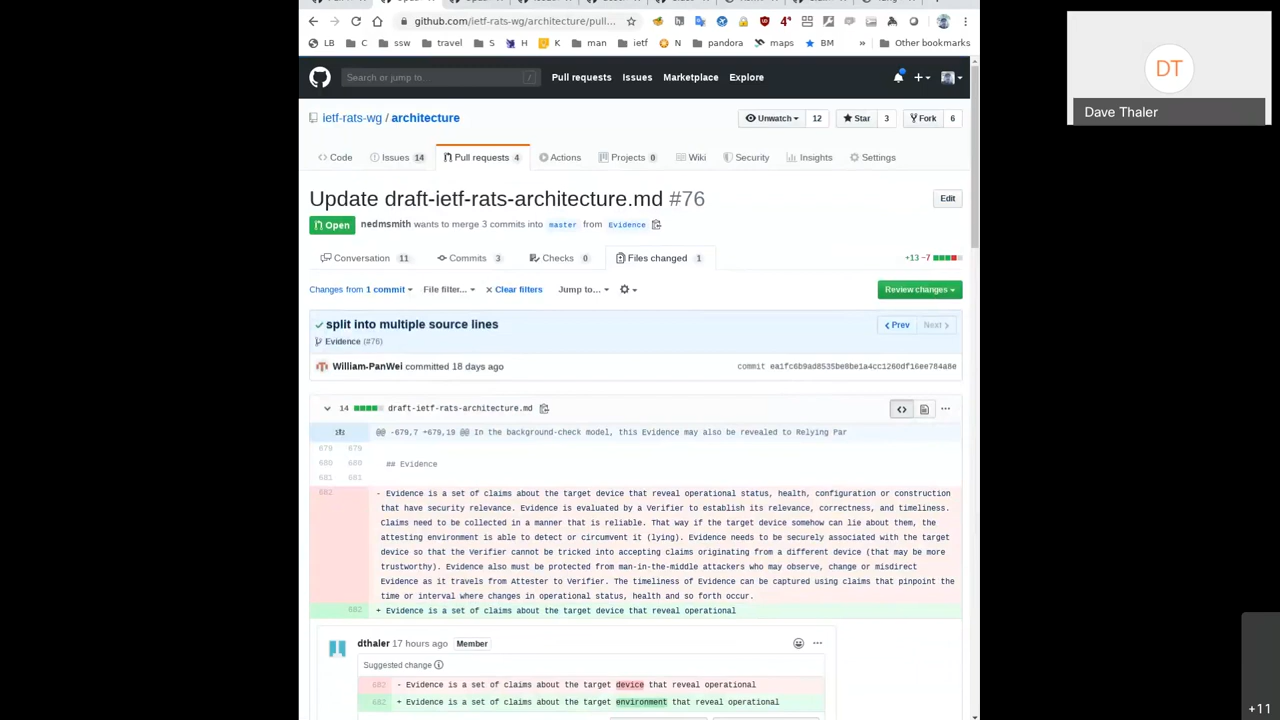 github.com/ietf-rats-wg/architecture/pull...
LB
C
ssw
travel
S
H
K
man
ietf
N
pandora
maps
BM
»
Other bookmarks
Search or jump to...
/
Pull requests
Issues
Marketplace
Explore
ietf-rats-wg / architecture
Unwatch
12
Star
3
Fork
6
Code
Issues 14
Pull requests 4
Actions
Projects 0
Wiki
Security
Insights
Settings
Update draft-ietf-rats-architecture.md #76
Edit
Open
nedmsmith wants to merge 3 commits into master from Evidence
Conversation 11
Commits 3
Checks 0
Files changed 1
+13 −7
Changes from 1 commit
File filter...
Clear filters
Jump to...
Review changes
split into multiple source lines
Prev
Next
Evidence (#76)
William-PanWei committed 18 days ago
commit
14
draft-ietf-rats-architecture.md
@@ -679,7 +679,19 @@ In the background-check model, this Evidence may also be revealed to Relying Par
679 679
680 680 ## Evidence
681 681
682 - Evidence is a set of claims about the target device that reveal operational status, health, configuration or construction
that have security relevance. Evidence is evaluated by a Verifier to establish its relevance, correctness, and timeliness.
Claims need to be collected in a manner that is reliable. That way if the target device somehow can lie about them, the
attesting environment is able to detect or circumvent it (lying). Evidence needs to be securely associated with the target
device so that the Verifier cannot be tricked into accepting claims originating from a different device (that may be more
trustworthy). Evidence also must be protected from man-in-the-middle attackers who may observe, change or misdirect
Evidence as it travels from Attester to Verifier. The timeliness of Evidence can be captured using claims that pinpoint the
time or interval where changes in operational status, health and so forth occur.
682 + Evidence is a set of claims about the target device that reveal operational
dthaler 17 hours ago
Member
Suggested change
682 - Evidence is a set of claims about the target device that reveal operational
682 + Evidence is a set of claims about the target environment that reveal operational
DT
Dave Thaler
+11